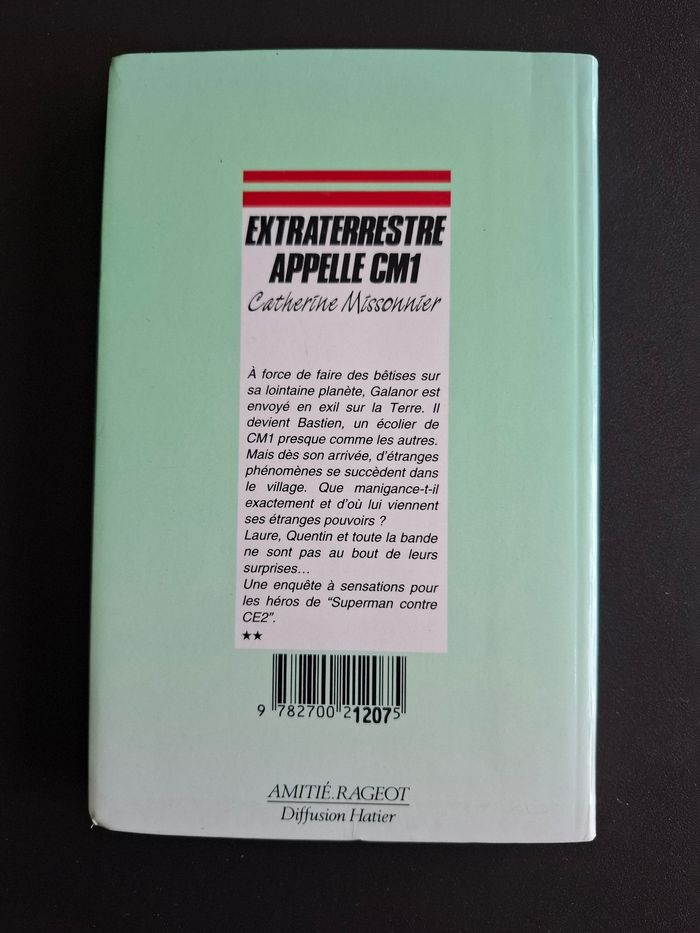 EXTRATERRESTRE
APPELLE CM1
Catherine Missonnier
À force de faire des bêtises sur
sa lointaine planète, Galanor est
envoyé en exil sur la Terre. Il
devient Bastien, un écolier de
CM1 presque comme les autres.
Mais dès son arrivée, d'étranges
phénomènes se succèdent dans
le village. Que manigance-t-il
exactement et d'où lui viennent
ses étranges pouvoirs ?
Laure, Quentin et toute la bande
ne sont pas au bout de leurs
surprises...
Une enquête à sensations pour
les héros de "Superman contre
CE2".
★★
9 782700 212075
AMITIÉ.RAGEOT
Diffusion Hatier